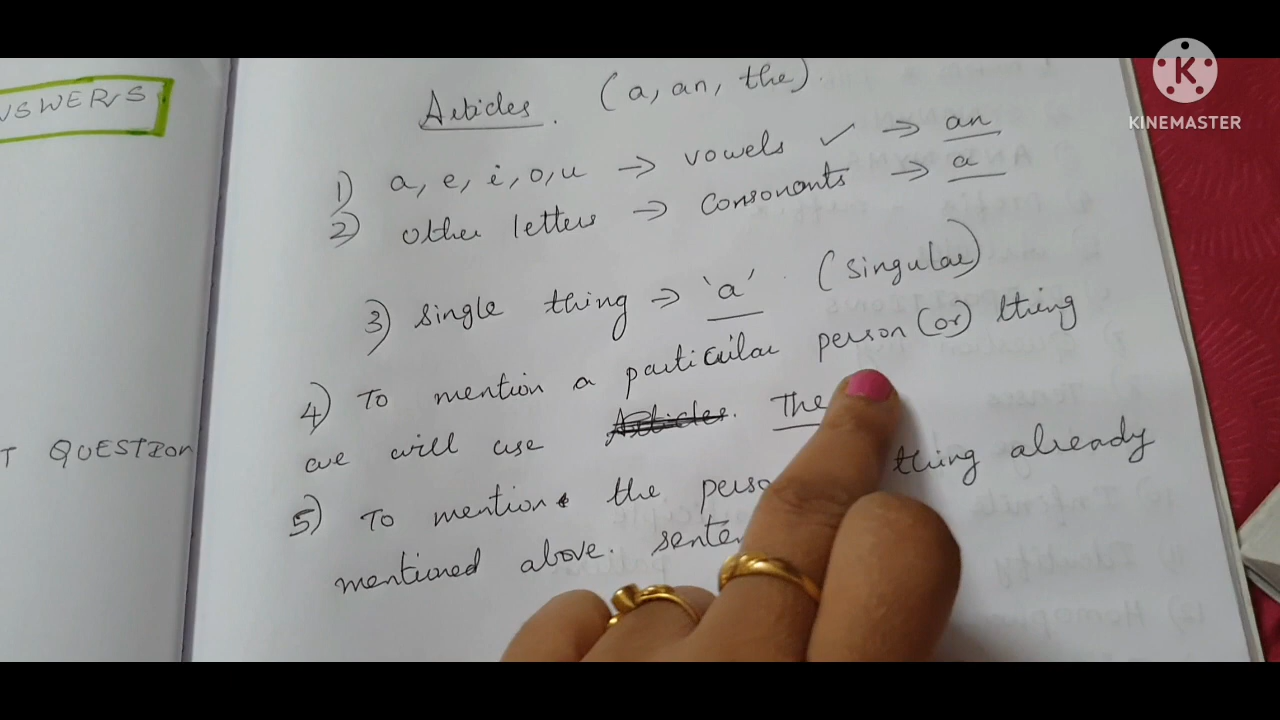 NSWERS
T QUESTION
Articles. (a, an, the).
1) a, e, i, o, u → vowels ✓ → an
2) other letters → consonants → a
3) single thing → 'a' . (singular)
4) To mention a particular person (or) thing
we will use Articles. The
5) To mention the perso thing already
mentioned above. senten
K
KINEMASTER